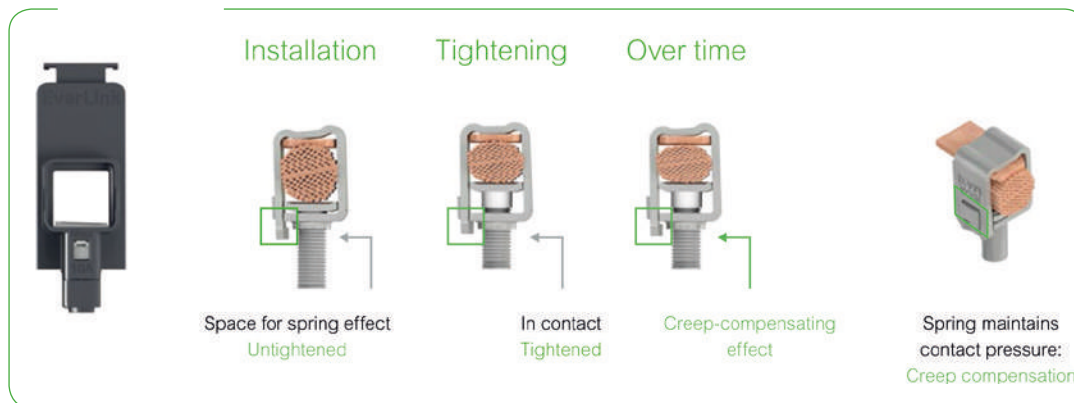 EverLink
Installation
Tightening
Over time
Space for spring effect
Untightened
In contact
Tightened
Creep-compensating
effect
Spring maintains
contact pressure:
Creep compensation